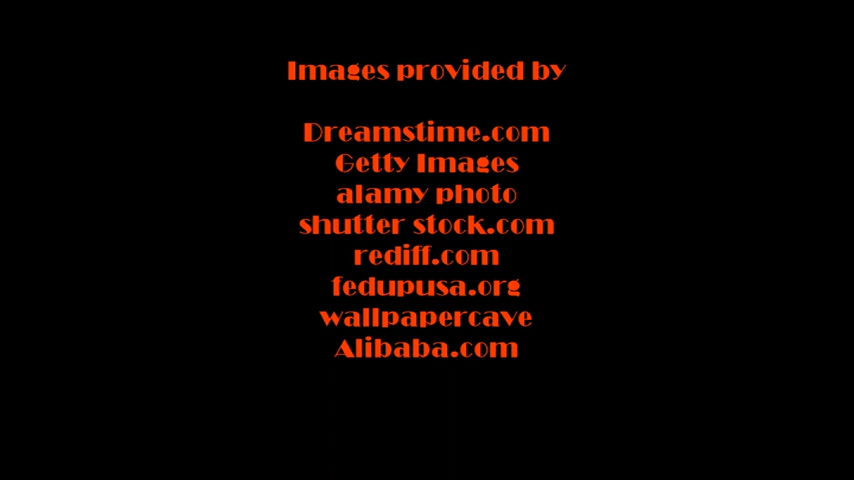 Images provided by
Dreamstime.com
Getty Images
alamy photo
shutter stock.com
rediff.com
fedupusa.org
wallpapercave
Alibaba.com